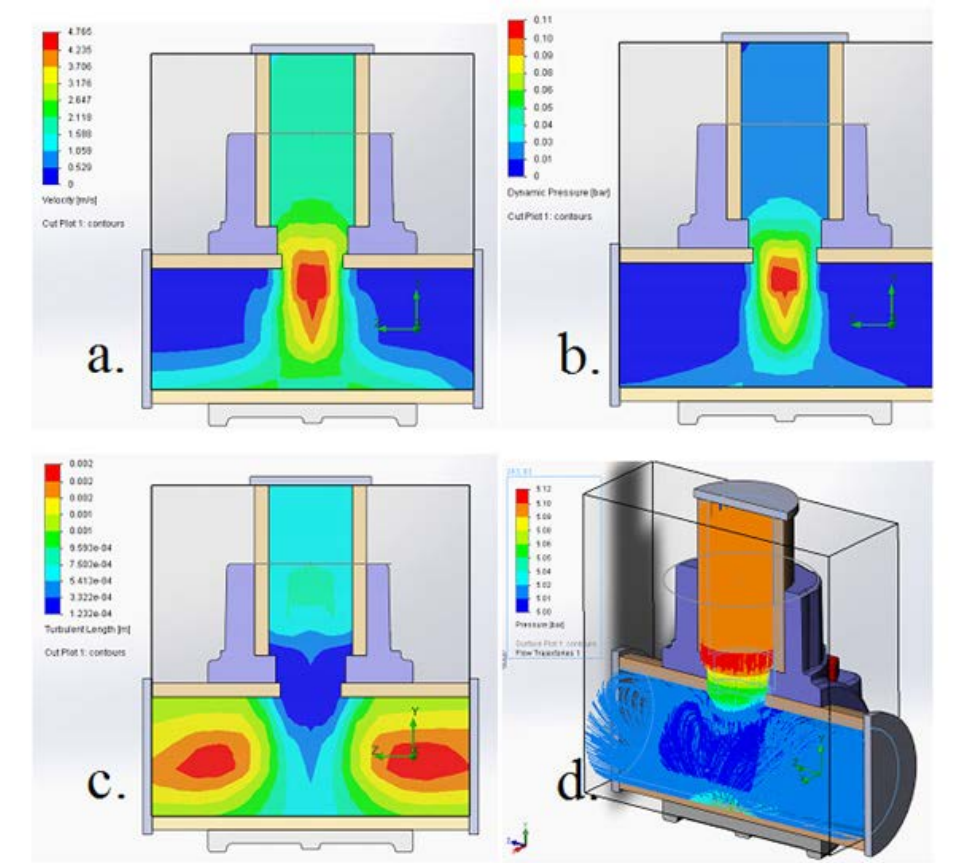 4.765
4.235
3.706
3.176
2.647
2.118
1.588
1.059
0.529
0
Velocity [m/s]
Cut Plot 1: contours
Z
Y
a.
0.11
0.10
0.09
0.08
0.06
0.05
0.04
0.03
0.01
0
Dynamic Pressure [bar]
Cut Plot 1: contours
b.
0.002
0.002
0.002
0.001
0.001
9.593e-04
7.503e-04
5.413e-04
3.322e-04
1.232e-04
Turbulent Length [m]
Cut Plot 1: contours
Y
Z
c.
5.12
5.10
5.09
5.08
5.06
5.05
5.04
5.02
5.01
5.00
Pressure [bar]
Surface Plot 1: contours
Flow Trajectories 1
d.